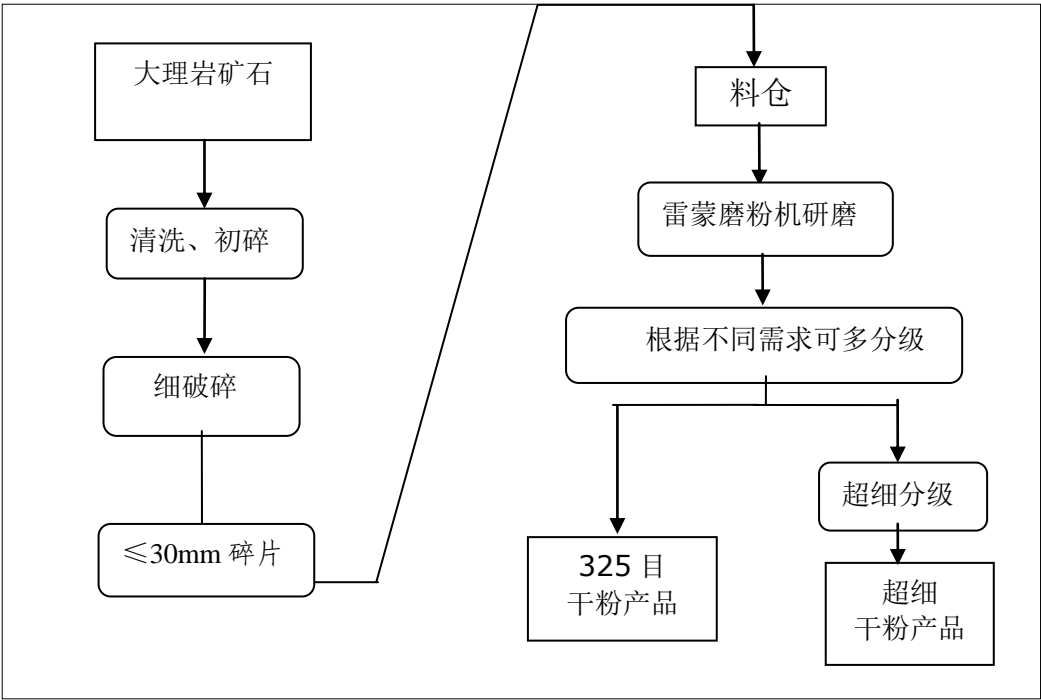 大理岩矿石
清洗、初碎
细破碎
≤30mm 碎片
料仓
雷蒙磨粉机研磨
根据不同需求可多分级
325 目
干粉产品
超细分级
超细
干粉产品